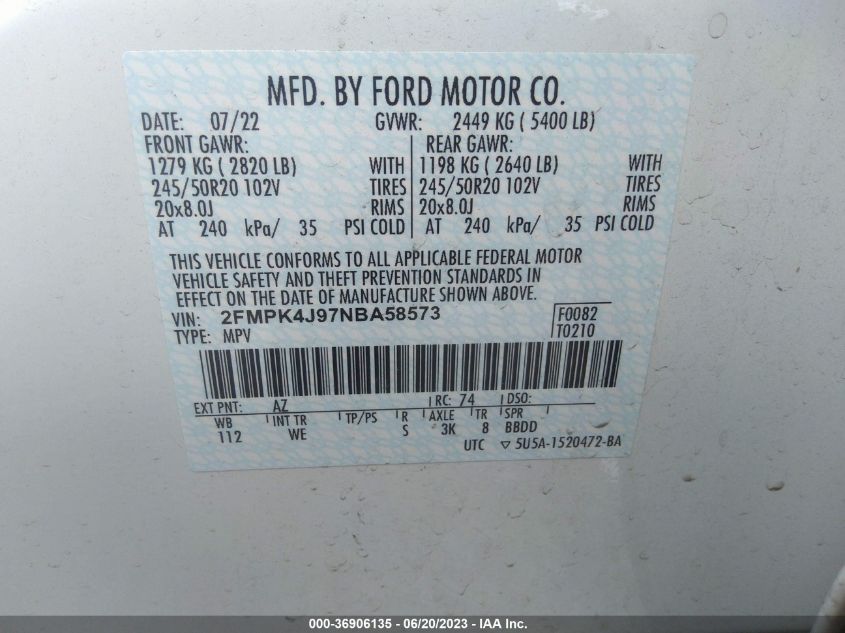 MFD. BY FORD MOTOR CO.
DATE: 07/22 GVWR: 2449 KG ( 5400 LB)
FRONT GAWR: REAR GAWR:
1279 KG ( 2820 LB) WITH 1198 KG ( 2640 LB) WITH
245/50R20 102V TIRES 245/50R20 102V TIRES
20x8.0J RIMS 20x8.0J RIMS
AT 240 kPa/ 35 PSI COLD AT 240 kPa/ 35 PSI COLD
THIS VEHICLE CONFORMS TO ALL APPLICABLE FEDERAL MOTOR
VEHICLE SAFETY AND THEFT PREVENTION STANDARDS IN
EFFECT ON THE DATE OF MANUFACTURE SHOWN ABOVE.
VIN: 2FMPK4J97NBA58573 F0082
TYPE: MPV T0210
EXT PNT: AZ RC: 74 DSO:
WB INT TR TP/PS R AXLE TR SPR
112 WE S 3K 8 BBDD
UTC ▽ 5U5A-1520472-BA
000-36906135 - 06/20/2023 - IAA Inc.